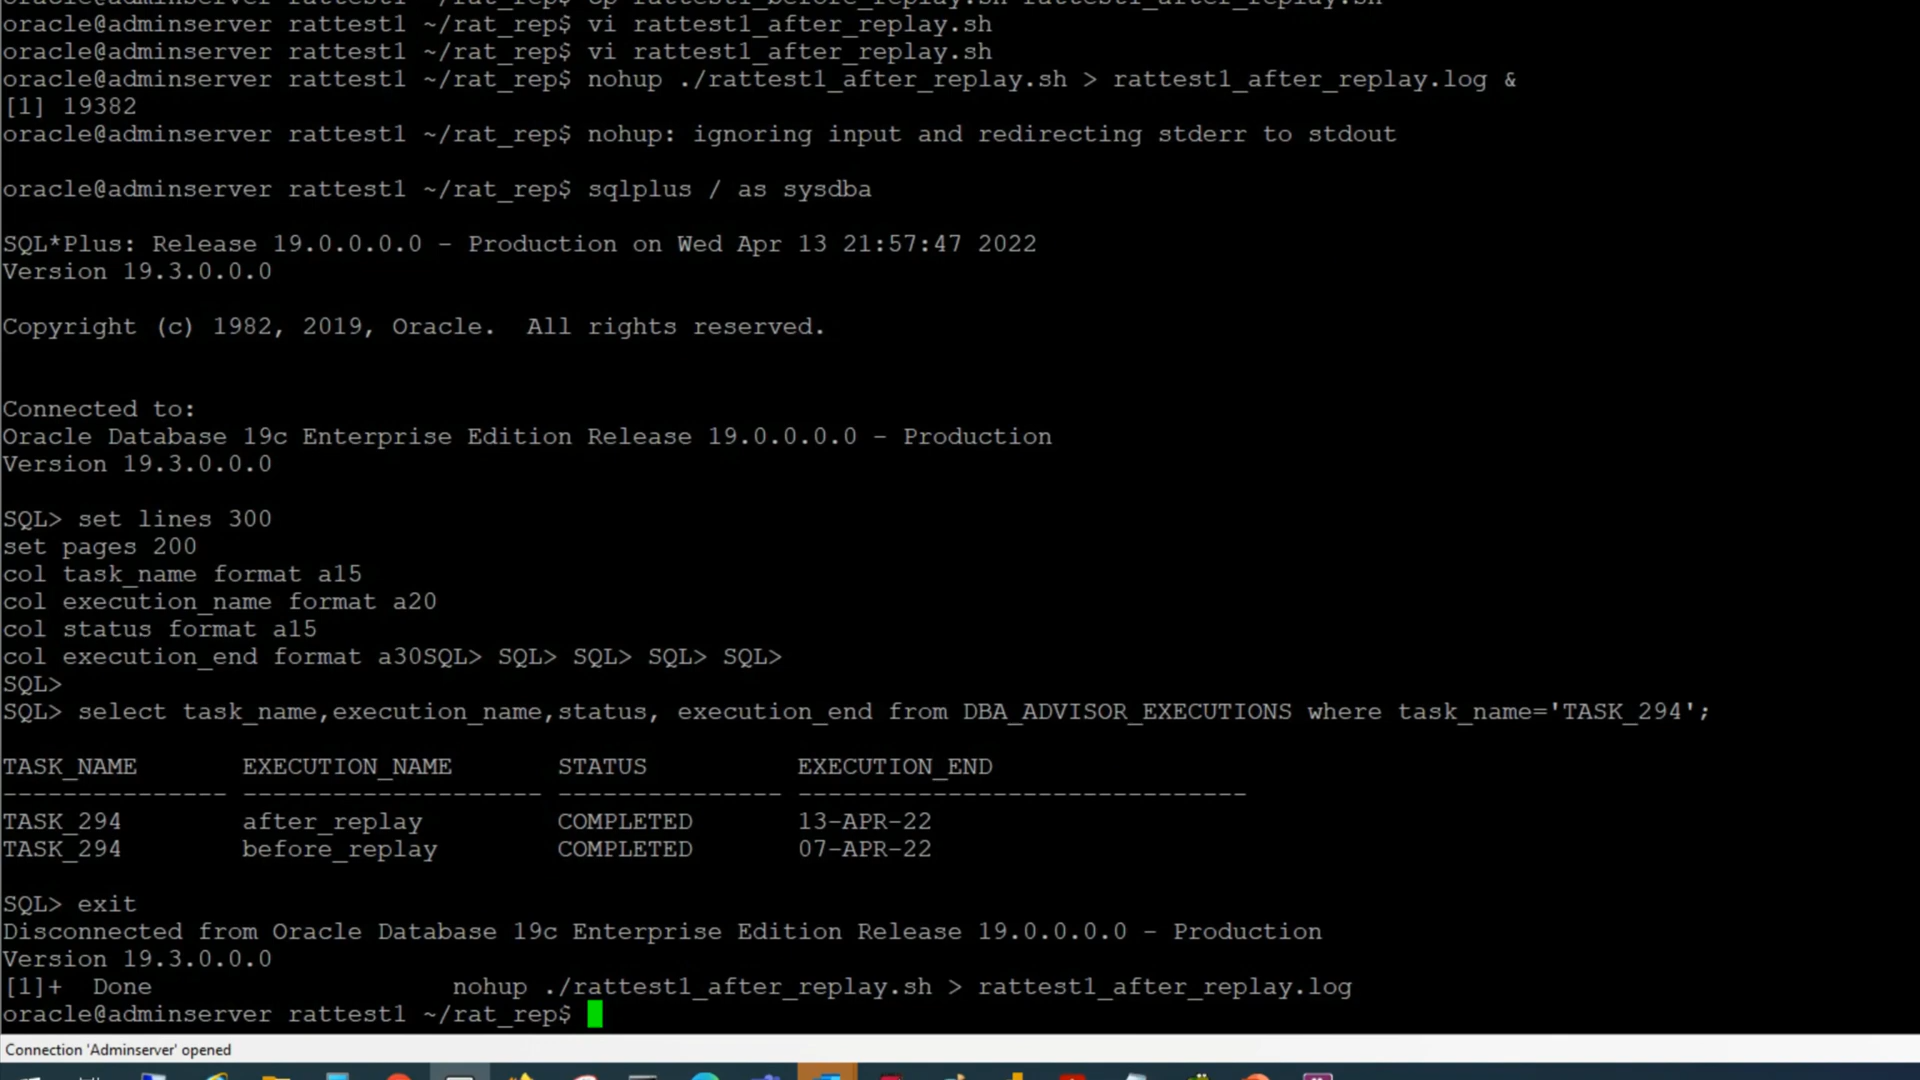 oracle@adminserver rattest1 ~/rat_rep$ cp rattest1_before_replay.sh rattest1_after_replay.sh
oracle@adminserver rattest1 ~/rat_rep$ vi rattest1_after_replay.sh
oracle@adminserver rattest1 ~/rat_rep$ vi rattest1_after_replay.sh
oracle@adminserver rattest1 ~/rat_rep$ nohup ./rattest1_after_replay.sh > rattest1_after_replay.log &
[1] 19382
oracle@adminserver rattest1 ~/rat_rep$ nohup: ignoring input and redirecting stderr to stdout
oracle@adminserver rattest1 ~/rat_rep$ sqlplus / as sysdba
SQL*Plus: Release 19.0.0.0.0 - Production on Wed Apr 13 21:57:47 2022
Version 19.3.0.0.0
Copyright (c) 1982, 2019, Oracle.  All rights reserved.
Connected to:
Oracle Database 19c Enterprise Edition Release 19.0.0.0.0 - Production
Version 19.3.0.0.0
SQL> set lines 300
set pages 200
col task_name format a15
col execution_name format a20
col status format a15
col execution_end format a30SQL> SQL> SQL> SQL> SQL>
SQL>
SQL> select task_name,execution_name,status, execution_end from DBA_ADVISOR_EXECUTIONS where task_name='TASK_294';
TASK_NAME       EXECUTION_NAME       STATUS          EXECUTION_END
--------------- -------------------- --------------- ------------------------------
TASK_294        after_replay         COMPLETED       13-APR-22
TASK_294        before_replay        COMPLETED       07-APR-22
SQL> exit
Disconnected from Oracle Database 19c Enterprise Edition Release 19.0.0.0.0 - Production
Version 19.3.0.0.0
[1]+  Done                    nohup ./rattest1_after_replay.sh > rattest1_after_replay.log
oracle@adminserver rattest1 ~/rat_rep$
Connection 'Adminserver' opened